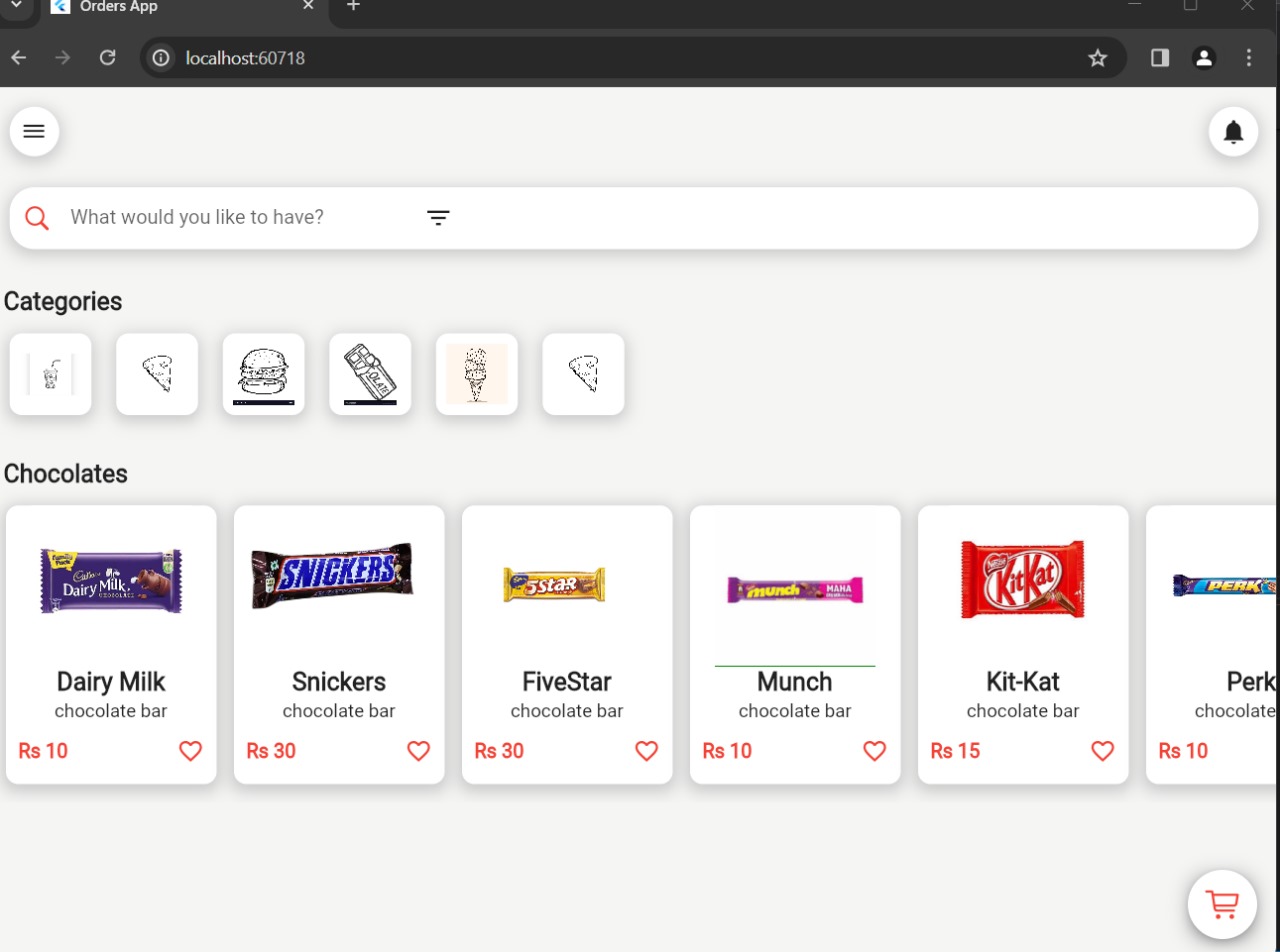 Orders App
localhost:60718
What would you like to have?
Categories
OLATE
Chocolates
Family Pack
Cadbury
Dairy Milk
CHOCOLATE
SNICKERS
5STAR
munch MAHA
Nestle
KitKat
PERK
Dairy Milk Snickers FiveStar Munch Kit-Kat Perk
chocolate bar chocolate bar chocolate bar chocolate bar chocolate bar chocolate
Rs 10 Rs 30 Rs 30 Rs 10 Rs 15 Rs 10